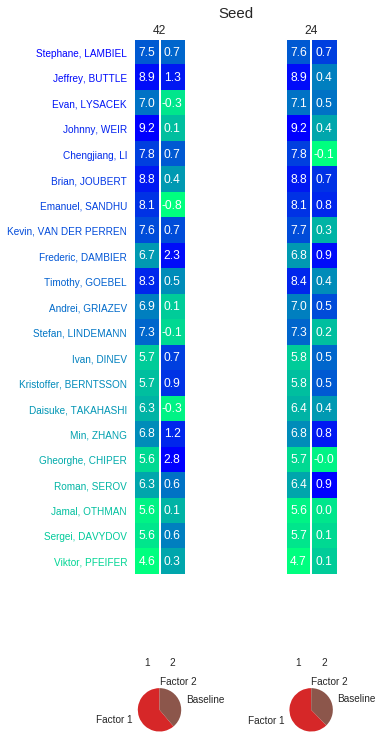 Seed
42 24
Stephane, LAMBIEL 7.5 0.7 7.6 0.7
Jeffrey, BUTTLE 8.9 1.3 8.9 0.4
Evan, LYSACEK 7.0 -0.3 7.1 0.5
Johnny, WEIR 9.2 0.1 9.2 0.4
Chengjiang, LI 7.8 0.7 7.8 -0.1
Brian, JOUBERT 8.8 0.4 8.8 0.7
Emanuel, SANDHU 8.1 -0.8 8.1 0.8
Kevin, VAN DER PERREN 7.6 0.7 7.7 0.3
Frederic, DAMBIER 6.7 2.3 6.8 0.9
Timothy, GOEBEL 8.3 0.5 8.4 0.4
Andrei, GRIAZEV 6.9 0.1 7.0 0.5
Stefan, LINDEMANN 7.3 -0.1 7.3 0.2
Ivan, DINEV 5.7 0.7 5.8 0.5
Kristoffer, BERNTSSON 5.7 0.9 5.8 0.5
Daisuke, TAKAHASHI 6.3 -0.3 6.4 0.4
Min, ZHANG 6.8 1.2 6.8 0.8
Gheorghe, CHIPER 5.6 2.8 5.7 -0.0
Roman, SEROV 6.3 0.6 6.4 0.9
Jamal, OTHMAN 5.6 0.1 5.6 0.0
Sergei, DAVYDOV 5.6 0.6 5.7 0.1
Viktor, PFEIFER 4.6 0.3 4.7 0.1
1 2 1 2
Factor 2 Factor 2
Baseline Baseline
Factor 1 Factor 1